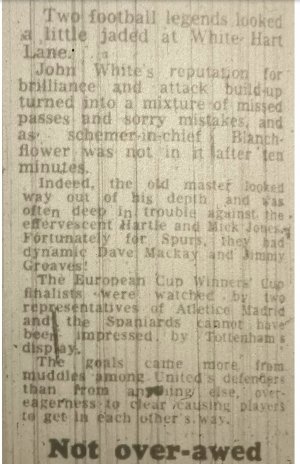 Two football legends looked
a little jaded at White Hart
Lane.
John White's reputation for
brilliance and attack build-up
turned into a mixture of missed
passes and sorry mistakes, and
as schemer-in-chief Blanch-
flower was not in it after ten
minutes.
Indeed, the old master looked
way out of his depth and was
often deep in trouble against the
effervescent Hartle and Mick Jones.
Fortunately for Spurs, they had
dynamic Dave Mackay and Jimmy
Greaves!
The European Cup Winners' Cup
finalists were watched by two
representatives of Atletico Madrid
and the Spaniards cannot have
been impressed by Tottenham's
display.
The goals came more from
muddles among United's defenders
than from anything else, over-
eagerness to clear causing players
to get in each other's way.
Not over-awed